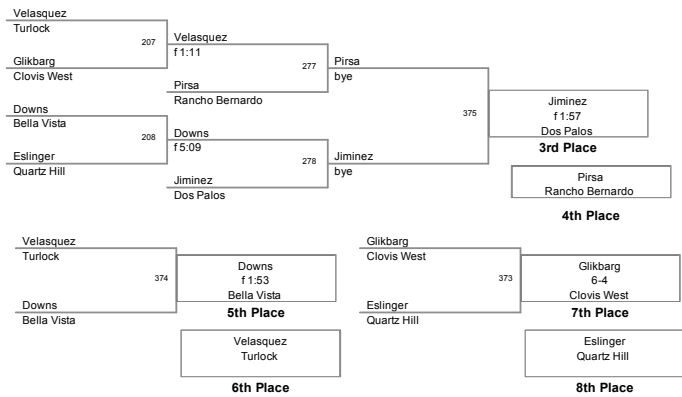 Velasquez
Turlock
207
Glikbarg
Clovis West
Velasquez
f 1:11
277
Pirsa
Rancho Bernardo
Pirsa
bye
Downs
Bella Vista
208
Eslinger
Quartz Hill
Downs
f 5:09
278
Jiminez
Dos Palos
Jiminez
bye
375
Jiminez
f 1:57
Dos Palos
3rd Place
Pirsa
Rancho Bernardo
4th Place
Velasquez
Turlock
374
Downs
Bella Vista
Downs
f 1:53
Bella Vista
5th Place
Velasquez
Turlock
6th Place
Glikbarg
Clovis West
373
Eslinger
Quartz Hill
Glikbarg
6-4
Clovis West
7th Place
Eslinger
Quartz Hill
8th Place